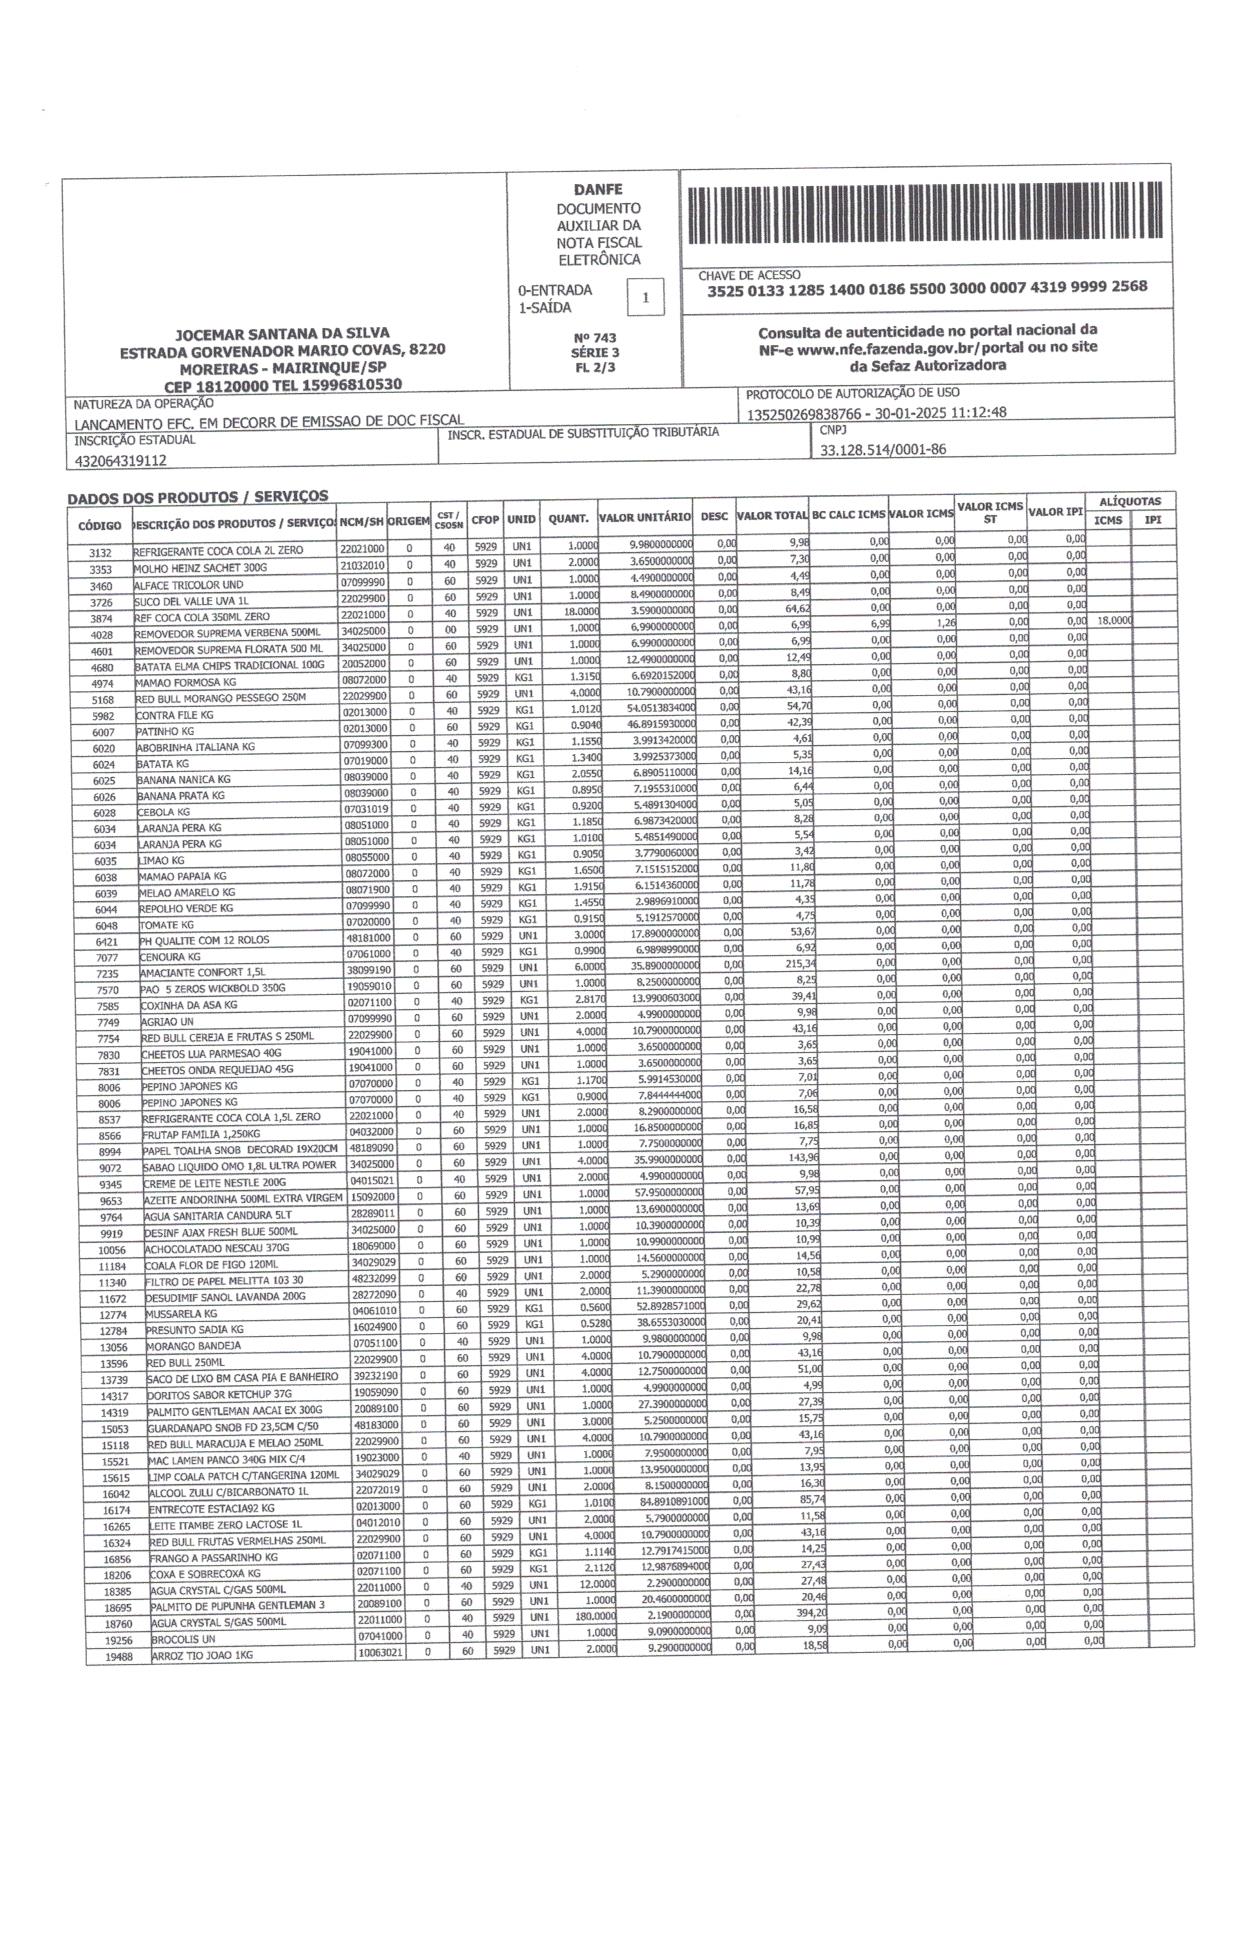 DANFE
DOCUMENTO
AUXILIAR DA
NOTA FISCAL
ELETRÔNICA
0-ENTRADA
1-SAÍDA
1
Nº 743
SÉRIE 3
FL 2/3
CHAVE DE ACESSO
3525 0133 1285 1400 0186 5500 3000 0007 4319 9999 2568
Consulta de autenticidade no portal nacional da
NF-e www.nfe.fazenda.gov.br/portal ou no site
da Sefaz Autorizadora
JOCEMAR SANTANA DA SILVA
ESTRADA GORVENADOR MARIO COVAS, 8220
MOREIRAS - MAIRINQUE/SP
CEP 18120000 TEL 15996810530
NATUREZA DA OPERAÇÃO
LANCAMENTO EFC. EM DECORR DE EMISSAO DE DOC FISCAL
PROTOCOLO DE AUTORIZAÇÃO DE USO
135250269838766 - 30-01-2025 11:12:48
INSCRIÇÃO ESTADUAL
432064319112
INSCR. ESTADUAL DE SUBSTITUIÇÃO TRIBUTÁRIA
CNPJ
33.128.514/0001-86
DADOS DOS PRODUTOS / SERVIÇOS
CÓDIGO DESCRIÇÃO DOS PRODUTOS / SERVIÇO NCM/SH ORIGEM CST / CSOSN CFOP UNID QUANT. VALOR UNITÁRIO DESC VALOR TOTAL BC CALC ICMS VALOR ICMS VALOR ICMS ST VALOR IPI ALÍQUOTAS ICMS IPI
3132 REFRIGERANTE COCA COLA 2L ZERO 22021000 0 40 5929 UN1 1.0000 9.9800000000 0,00 9,98 0,00 0,00 0,00 0,00
3353 MOLHO HEINZ SACHET 300G 21032010 0 40 5929 UN1 2.0000 3.6500000000 0,00 7,30 0,00 0,00 0,00 0,00
3460 ALFACE TRICOLOR UND 07099990 0 60 5929 UN1 1.0000 4.4900000000 0,00 4,49 0,00 0,00 0,00 0,00
3726 SUCO DEL VALLE UVA 1L 22029900 0 60 5929 UN1 1.0000 8.4900000000 0,00 8,49 0,00 0,00 0,00 0,00
3874 REF COCA COLA 350ML ZERO 22021000 0 40 5929 UN1 18.0000 3.5900000000 0,00 64,62 0,00 0,00 0,00 0,00
4028 REMOVEDOR SUPREMA VERBENA 500ML 34025000 0 00 5929 UN1 1.0000 6.9900000000 0,00 6,99 6,99 1,26 0,00 0,00 18.0000
4601 REMOVEDOR SUPREMA FLORATA 500 ML 34025000 0 60 5929 UN1 1.0000 6.9900000000 0,00 6,99 0,00 0,00 0,00 0,00
4680 BATATA ELMA CHIPS TRADICIONAL 100G 20052000 0 60 5929 UN1 1.0000 12.4900000000 0,00 12,49 0,00 0,00 0,00 0,00
4974 MAMAO FORMOSA KG 08072000 0 40 5929 KG1 1.3150 6.6920152000 0,00 8,80 0,00 0,00 0,00 0,00
5168 RED BULL MORANGO PESSEGO 250M 22029900 0 60 5929 UN1 4.0000 10.7900000000 0,00 43,16 0,00 0,00 0,00 0,00
5982 CONTRA FILE KG 02013000 0 40 5929 KG1 1.0120 54.0513834000 0,00 54,70 0,00 0,00 0,00 0,00
6007 PATINHO KG 02013000 0 60 5929 KG1 0.9040 46.8915930000 0,00 42,39 0,00 0,00 0,00 0,00
6020 ABOBRINHA ITALIANA KG 07099300 0 40 5929 KG1 1.1550 3.9913420000 0,00 4,61 0,00 0,00 0,00 0,00
6024 BATATA KG 07019000 0 40 5929 KG1 1.3400 3.9925373000 0,00 5,35 0,00 0,00 0,00 0,00
6025 BANANA NANICA KG 08039000 0 40 5929 KG1 2.0550 6.8905110000 0,00 14,16 0,00 0,00 0,00 0,00
6026 BANANA PRATA KG 08039000 0 40 5929 KG1 0.8950 7.1955310000 0,00 6,44 0,00 0,00 0,00 0,00
6028 CEBOLA KG 07031019 0 40 5929 KG1 0.9200 5.4891304000 0,00 5,05 0,00 0,00 0,00 0,00
6034 LARANJA PERA KG 08051000 0 40 5929 KG1 1.1850 6.9873420000 0,00 8,28 0,00 0,00 0,00 0,00
6034 LARANJA PERA KG 08051000 0 40 5929 KG1 1.0100 5.4851490000 0,00 5,54 0,00 0,00 0,00 0,00
6035 LIMAO KG 08055000 0 40 5929 KG1 0.9050 3.7790060000 0,00 3,42 0,00 0,00 0,00 0,00
6038 MAMAO PAPAIA KG 08072000 0 40 5929 KG1 1.6500 7.1515152000 0,00 11,80 0,00 0,00 0,00 0,00
6039 MELAO AMARELO KG 08071900 0 40 5929 KG1 1.9150 6.1514360000 0,00 11,78 0,00 0,00 0,00 0,00
6044 REPOLHO VERDE KG 07099990 0 40 5929 KG1 1.4550 2.9896910000 0,00 4,35 0,00 0,00 0,00 0,00
6048 TOMATE KG 07020000 0 40 5929 KG1 0.9150 5.1912570000 0,00 4,75 0,00 0,00 0,00 0,00
6421 PH QUALITE COM 12 ROLOS 48181000 0 60 5929 UN1 3.0000 17.8900000000 0,00 53,67 0,00 0,00 0,00 0,00
7077 CENOURA KG 07061000 0 40 5929 KG1 0.9900 6.9898990000 0,00 6,92 0,00 0,00 0,00 0,00
7235 AMACIANTE CONFORT 1,5L 38099190 0 60 5929 UN1 6.0000 35.8900000000 0,00 215,34 0,00 0,00 0,00 0,00
7570 PAO 5 ZEROS WICKBOLD 350G 19059010 0 60 5929 UN1 1.0000 8.2500000000 0,00 8,25 0,00 0,00 0,00 0,00
7585 COXINHA DA ASA KG 02071100 0 40 5929 KG1 2.8170 13.9900603000 0,00 39,41 0,00 0,00 0,00 0,00
7749 AGRIAO UN 07099990 0 60 5929 UN1 2.0000 4.9900000000 0,00 9,98 0,00 0,00 0,00 0,00
7754 RED BULL CEREJA E FRUTAS S 250ML 22029900 0 60 5929 UN1 4.0000 10.7900000000 0,00 43,16 0,00 0,00 0,00 0,00
7830 CHEETOS LUA PARMESAO 40G 19041000 0 60 5929 UN1 1.0000 3.6500000000 0,00 3,65 0,00 0,00 0,00 0,00
7831 CHEETOS ONDA REQUEIJAO 45G 19041000 0 60 5929 UN1 1.0000 3.6500000000 0,00 3,65 0,00 0,00 0,00 0,00
8006 PEPINO JAPONES KG 07070000 0 40 5929 KG1 1.1700 5.9914530000 0,00 7,01 0,00 0,00 0,00 0,00
8006 PEPINO JAPONES KG 07070000 0 40 5929 KG1 0.9000 7.8444444000 0,00 7,06 0,00 0,00 0,00 0,00
8537 REFRIGERANTE COCA COLA 1,5L ZERO 22021000 0 40 5929 UN1 2.0000 8.2900000000 0,00 16,58 0,00 0,00 0,00 0,00
8566 FRUTAP FAMILIA 1,250KG 04032000 0 60 5929 UN1 1.0000 16.8500000000 0,00 16,85 0,00 0,00 0,00 0,00
8994 PAPEL TOALHA SNOB DECORAD 19X20CM 48189090 0 60 5929 UN1 1.0000 7.7500000000 0,00 7,75 0,00 0,00 0,00 0,00
9072 SABAO LIQUIDO OMO 1,8L ULTRA POWER 34025000 0 60 5929 UN1 4.0000 35.9900000000 0,00 143,96 0,00 0,00 0,00 0,00
9345 CREME DE LEITE NESTLE 200G 04015021 0 40 5929 UN1 2.0000 4.9900000000 0,00 9,98 0,00 0,00 0,00 0,00
9653 AZEITE ANDORINHA 500ML EXTRA VIRGEM 15092000 0 60 5929 UN1 1.0000 57.9500000000 0,00 57,95 0,00 0,00 0,00 0,00
9764 AGUA SANITARIA CANDURA 5LT 28289011 0 60 5929 UN1 1.0000 13.6900000000 0,00 13,69 0,00 0,00 0,00 0,00
9919 DESINF AJAX FRESH BLUE 500ML 34025000 0 60 5929 UN1 1.0000 10.3900000000 0,00 10,39 0,00 0,00 0,00 0,00
10056 ACHOCOLATADO NESCAU 370G 18069000 0 60 5929 UN1 1.0000 10.9900000000 0,00 10,99 0,00 0,00 0,00 0,00
11184 COALA FLOR DE FIGO 120ML 34029029 0 60 5929 UN1 1.0000 14.5600000000 0,00 14,56 0,00 0,00 0,00 0,00
11340 FILTRO DE PAPEL MELITTA 103 30 48232099 0 60 5929 UN1 2.0000 5.2900000000 0,00 10,58 0,00 0,00 0,00 0,00
11672 DESUDIMIF SANOL LAVANDA 200G 28272090 0 40 5929 UN1 2.0000 11.3900000000 0,00 22,78 0,00 0,00 0,00 0,00
12774 MUSSARELA KG 04061010 0 60 5929 KG1 0.5600 52.8928571000 0,00 29,62 0,00 0,00 0,00 0,00
12784 PRESUNTO SADIA KG 16024900 0 60 5929 KG1 0.5280 38.6553030000 0,00 20,41 0,00 0,00 0,00 0,00
13056 MORANGO BANDEJA 07051100 0 40 5929 UN1 1.0000 9.9800000000 0,00 9,98 0,00 0,00 0,00 0,00
13596 RED BULL 250ML 22029900 0 60 5929 UN1 4.0000 10.7900000000 0,00 43,16 0,00 0,00 0,00 0,00
13739 SACO DE LIXO BM CASA PIA E BANHEIRO 39232190 0 60 5929 UN1 4.0000 12.7500000000 0,00 51,00 0,00 0,00 0,00 0,00
14317 DORITOS SABOR KETCHUP 37G 19059090 0 60 5929 UN1 1.0000 4.9900000000 0,00 4,99 0,00 0,00 0,00 0,00
14319 PALMITO GENTLEMAN AACAI EX 300G 20089100 0 60 5929 UN1 1.0000 27.3900000000 0,00 27,39 0,00 0,00 0,00 0,00
15053 GUARDANAPO SNOB FD 23,5CM C/50 48183000 0 60 5929 UN1 3.0000 5.2500000000 0,00 15,75 0,00 0,00 0,00 0,00
15118 RED BULL MARACUJA E MELAO 250ML 22029900 0 60 5929 UN1 4.0000 10.7900000000 0,00 43,16 0,00 0,00 0,00 0,00
15521 MAC LAMEN PANCO 340G MIX C/4 19023000 0 40 5929 UN1 1.0000 7.9500000000 0,00 7,95 0,00 0,00 0,00 0,00
15615 LIMP COALA PATCH C/TANGERINA 120ML 34029029 0 60 5929 UN1 1.0000 13.9500000000 0,00 13,95 0,00 0,00 0,00 0,00
16042 ALCOOL ZULU C/BICARBONATO 1L 22072019 0 60 5929 UN1 2.0000 8.1500000000 0,00 16,30 0,00 0,00 0,00 0,00
16174 ENTRECOTE ESTACIA92 KG 02013000 0 60 5929 KG1 1.0100 84.8910891000 0,00 85,74 0,00 0,00 0,00 0,00
16265 LEITE ITAMBE ZERO LACTOSE 1L 04012010 0 60 5929 UN1 2.0000 5.7900000000 0,00 11,58 0,00 0,00 0,00 0,00
16324 RED BULL FRUTAS VERMELHAS 250ML 22029900 0 60 5929 UN1 4.0000 10.7900000000 0,00 43,16 0,00 0,00 0,00 0,00
16856 FRANGO A PASSARINHO KG 02071100 0 60 5929 KG1 1.1140 12.7917415000 0,00 14,25 0,00 0,00 0,00 0,00
18206 COXA E SOBRECOXA KG 02071100 0 60 5929 KG1 2.1120 12.9876894000 0,00 27,43 0,00 0,00 0,00 0,00
18385 AGUA CRYSTAL C/GAS 500ML 22011000 0 40 5929 UN1 12.0000 2.2900000000 0,00 27,48 0,00 0,00 0,00 0,00
18695 PALMITO DE PUPUNHA GENTLEMAN 3 20089100 0 60 5929 UN1 1.0000 20.4600000000 0,00 20,46 0,00 0,00 0,00 0,00
18760 AGUA CRYSTAL S/GAS 500ML 22011000 0 40 5929 UN1 180.0000 2.1900000000 0,00 394,20 0,00 0,00 0,00 0,00
19256 BROCOLIS UN 07041000 0 40 5929 UN1 1.0000 9.0900000000 0,00 9,09 0,00 0,00 0,00 0,00
19488 ARROZ TIO JOAO 1KG 10063021 0 60 5929 UN1 2.0000 9.2900000000 0,00 18,58 0,00 0,00 0,00 0,00